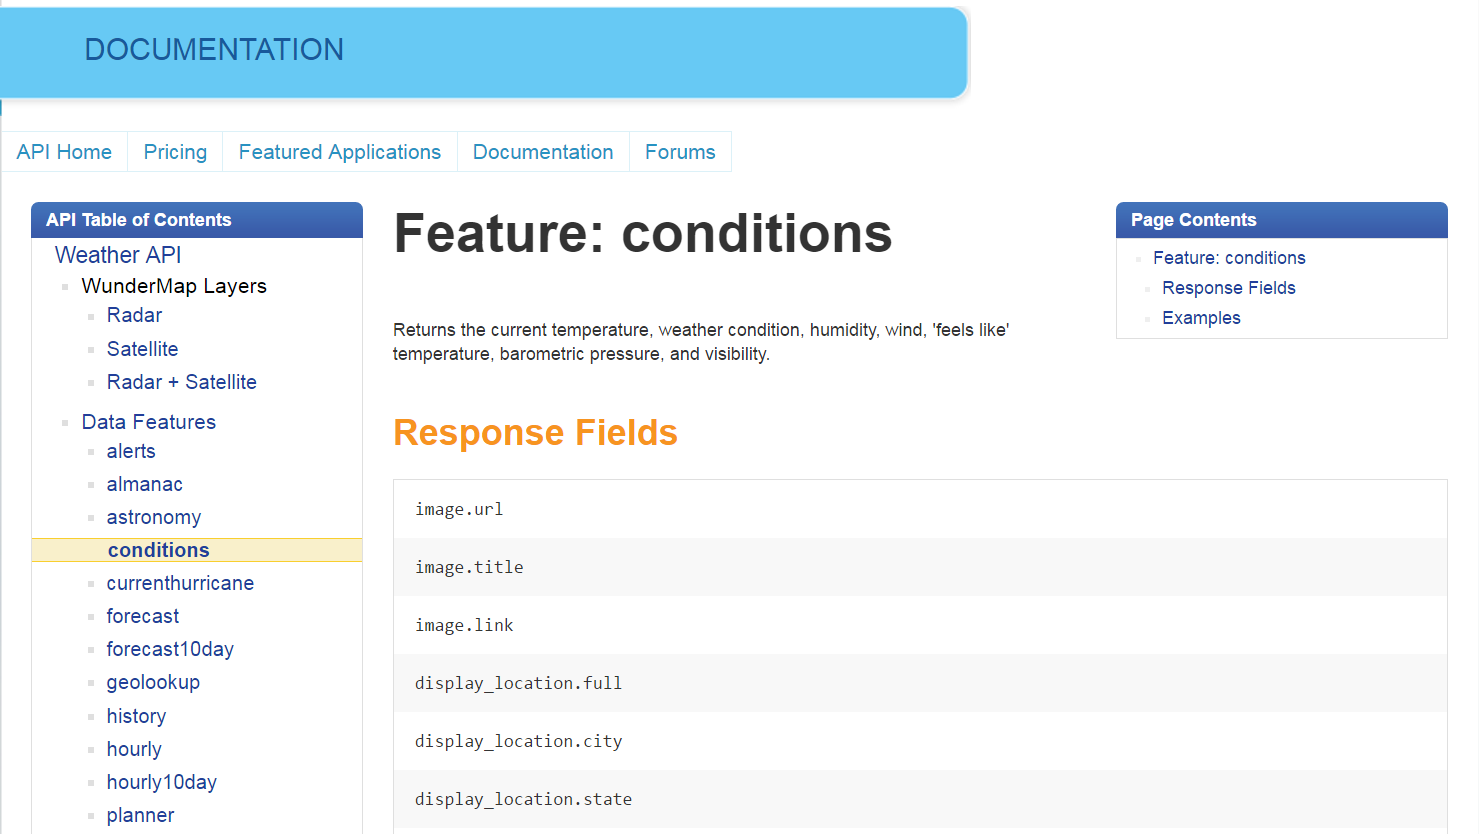 DOCUMENTATION
API Home
Pricing
Featured Applications
Documentation
Forums
API Table of Contents
Weather API
WunderMap Layers
Radar
Satellite
Radar + Satellite
Data Features
alerts
almanac
astronomy
conditions
currenthurricane
forecast
forecast10day
geolookup
history
hourly
hourly10day
planner
Feature: conditions
Returns the current temperature, weather condition, humidity, wind, 'feels like'
temperature, barometric pressure, and visibility.
Response Fields
image.url
image.title
image.link
display_location.full
display_location.city
display_location.state
Page Contents
Feature: conditions
Response Fields
Examples